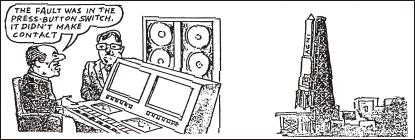 THE FAULT WAS IN THE
PRESS-BUTTON SWITCH,
IT DIDN'T MAKE
CONTACT